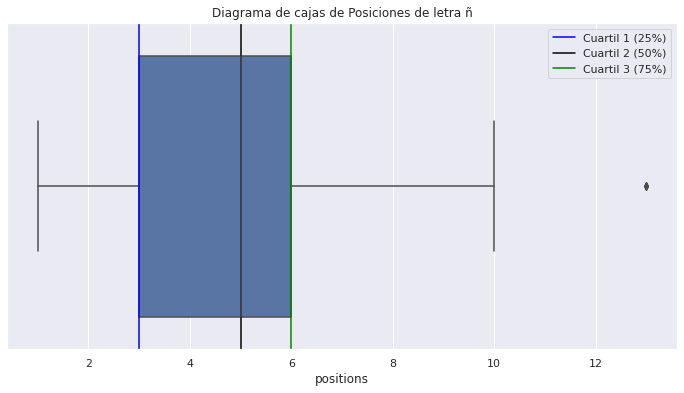 Diagrama de cajas de Posiciones de letra ñ
Cuartil 1 (25%)
Cuartil 2 (50%)
Cuartil 3 (75%)
2 4 6 8 10 12
positions